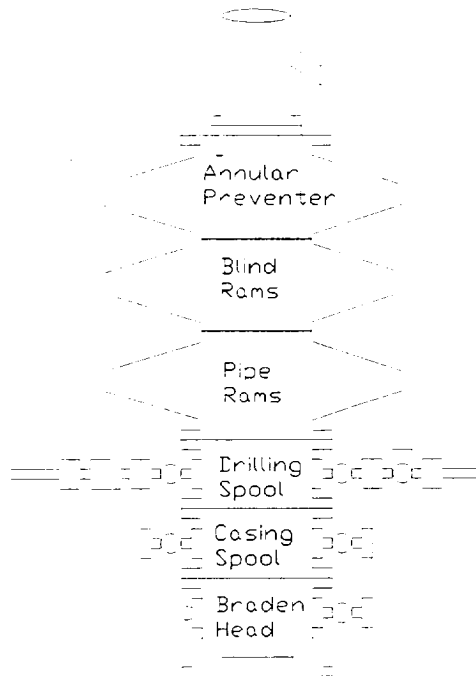 Annular
Preventer
Blind
Rams
Pipe
Rams
Drilling
Spool
Casing
Spool
Braden
Head